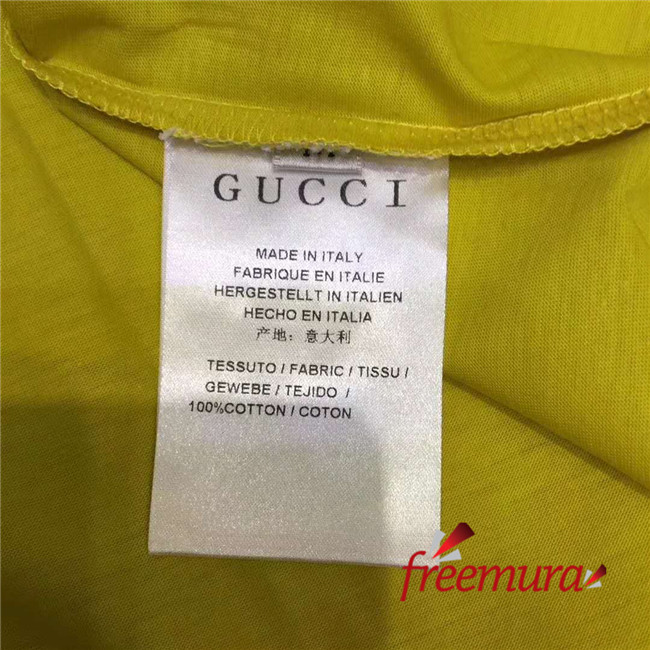 GUCCI
MADE IN ITALY
FABRIQUE EN ITALIE
HERGESTELLT IN ITALIEN
HECHO EN ITALIA
产地: 意大利
TESSUTO / FABRIC / TISSU /
GEWEBE / TEJIDO /
100%COTTON / COTON
freemura